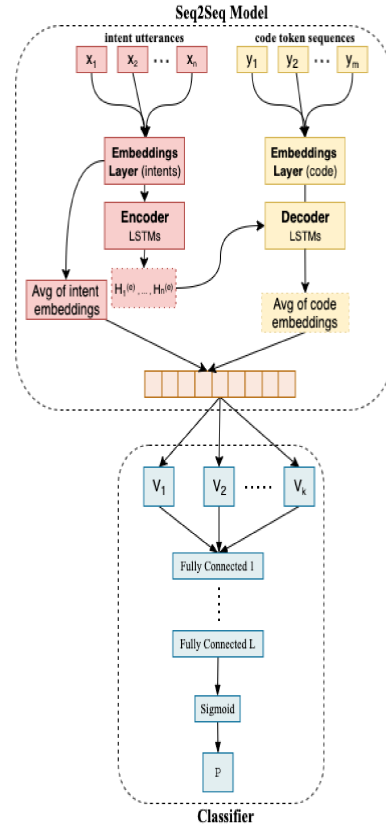 Seq2Seq Model
intent utterances
code token sequences
x1 x2 ... xn
y1 y2 ... ym
Embeddings
Layer (intents)
Embeddings
Layer (code)
Encoder
LSTMs
Decoder
LSTMs
H1(e), ..., Hn(e)
Avg of intent
embeddings
Avg of code
embeddings
V1 V2 ..... Vk
Fully Connected 1
Fully Connected L
Sigmoid
P
Classifier